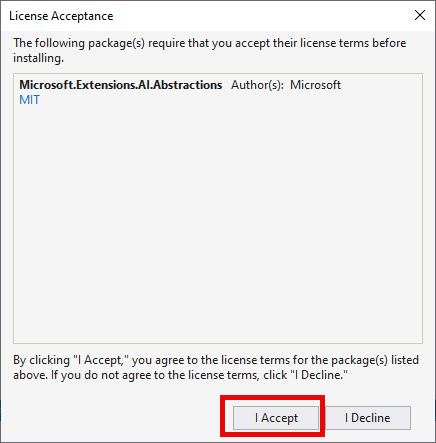 License Acceptance
The following package(s) require that you accept their license terms before
installing.
Microsoft.Extensions.AI.Abstractions Author(s): Microsoft
MIT
By clicking "I Accept," you agree to the license terms for the package(s) listed
above. If you do not agree to the license terms, click "I Decline."
I Accept I Decline